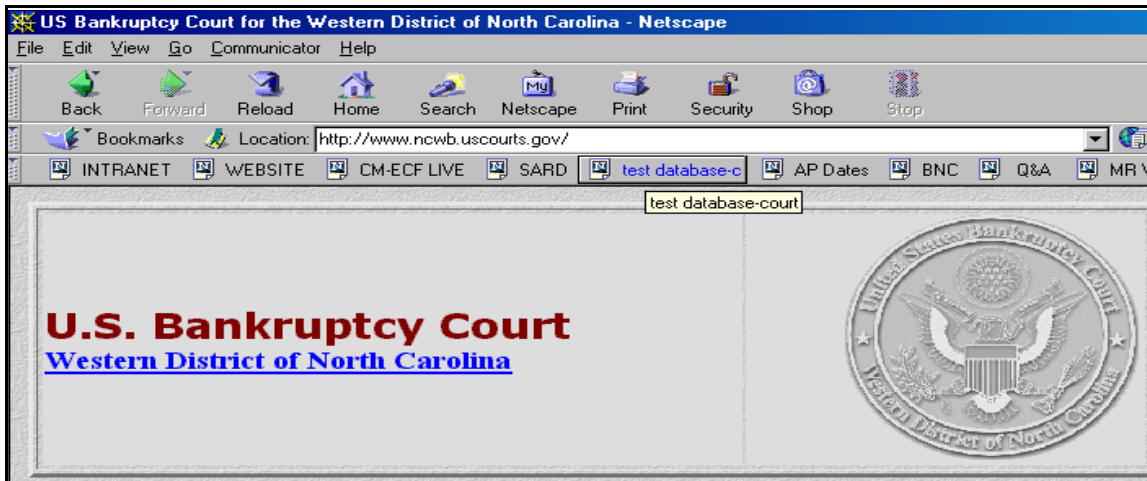 US Bankruptcy Court for the Western District of North Carolina - Netscape
File Edit View Go Communicator Help
My
Back Forward Reload Home Search Netscape Print Security Shop Stop
Bookmarks Location: http://www.ncwb.uscourts.gov/
INTRANET WEBSITE CM-ECF LIVE SARD test database-c AP Dates BNC Q&A MR
test database-court
U.S. Bankruptcy Court
Western District of North Carolina
United States Bankruptcy Court
Western District of North Carolina